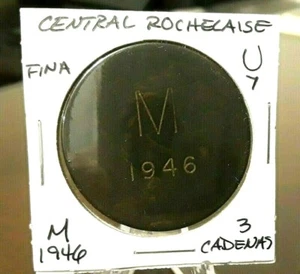 CENTRAL ROCHELAISE
FINA
U
7
M
1946
M
1946
3
CADENAS